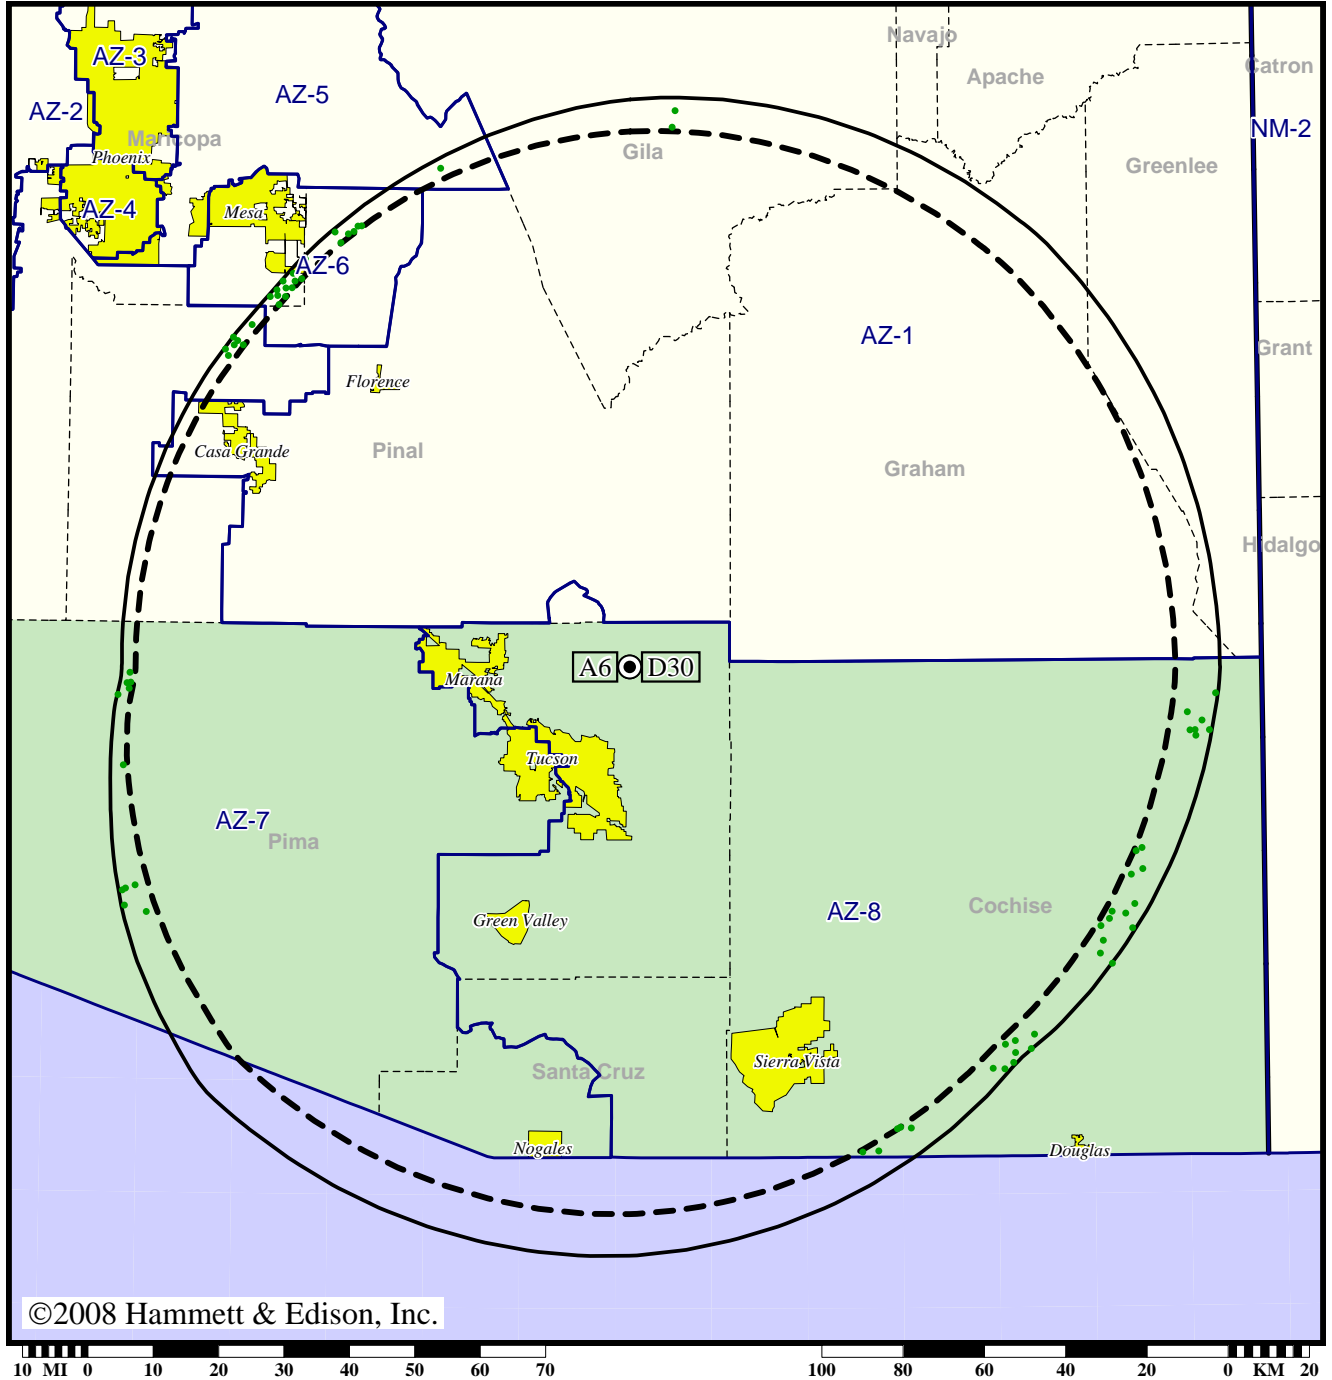 Navajo
AZ-3
Apache
Catron
AZ-5
AZ-2
NM-2
Maricopa
Gila
Phoenix
Greenlee
AZ-4
Mesa
AZ-6
AZ-1
Grant
Florence
Casa Grande
Pinal
Graham
Hidalgo
A6 D30
Marana
Tucson
AZ-7
Pima
AZ-8
Cochise
Green Valley
Sierra Vista
Santa Cruz
Nogales
Douglas
©2008 Hammett & Edison, Inc.
10 MI 0 10 20 30 40 50 60 70 100 80 60 40 20 0 KM 20